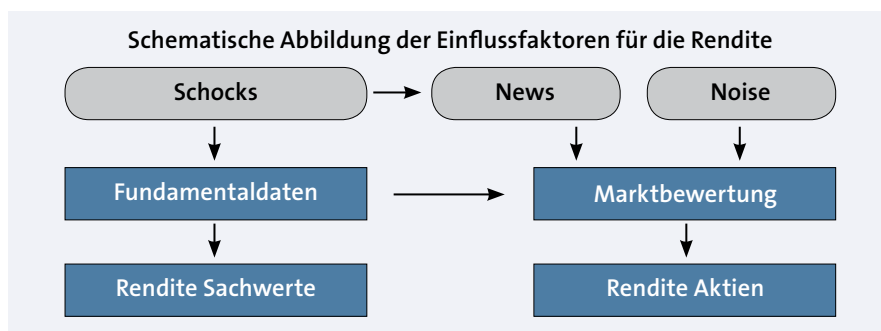 Schematische Abbildung der Einflussfaktoren für die Rendite
Schocks
News
Noise
Fundamentaldaten
Marktbewertung
Rendite Sachwerte
Rendite Aktien